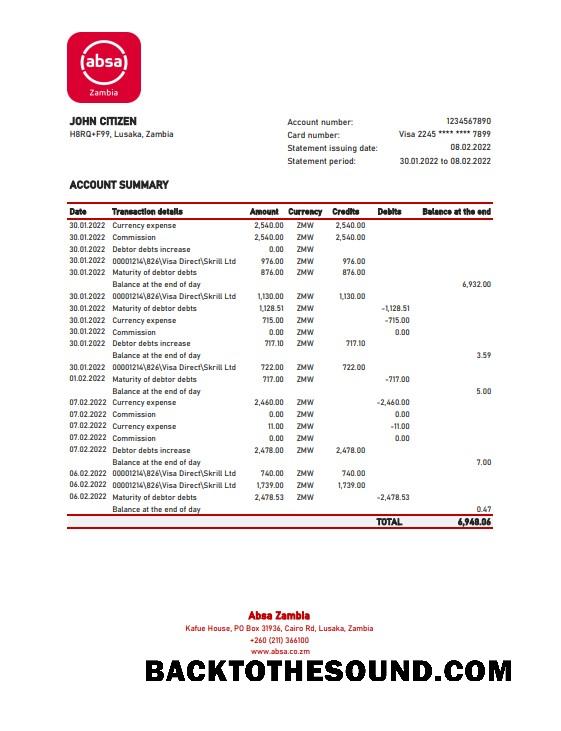 absa
Zambia
JOHN CITIZEN
H8RQ+F99, Lusaka, Zambia
Account number: 1234567890
Card number: Visa 2245 **** **** 7899
Statement issuing date: 08.02.2022
Statement period: 30.01.2022 to 08.02.2022
ACCOUNT SUMMARY
Date Transaction details Amount Currency Credits Debits Balance at the end
30.01.2022 Currency expense 2,540.00 ZMW 2,540.00
30.01.2022 Commission 2,540.00 ZMW 2,540.00
30.01.2022 Debtor debts increase 0.00 ZMW
30.01.2022 00001214\826\Visa Direct\Skrill Ltd 976.00 ZMW 976.00
30.01.2022 Maturity of debtor debts 876.00 ZMW 876.00
Balance at the end of day 6,932.00
30.01.2022 00001214\826\Visa Direct\Skrill Ltd 1,130.00 ZMW 1,130.00
30.01.2022 Maturity of debtor debts 1,128.51 ZMW -1,128.51
30.01.2022 Currency expense 715.00 ZMW -715.00
30.01.2022 Commission 0.00 ZMW 0.00
30.01.2022 Debtor debts increase 717.10 ZMW 717.10
Balance at the end of day 3.59
30.01.2022 00001214\826\Visa Direct\Skrill Ltd 722.00 ZMW 722.00
01.02.2022 Maturity of debtor debts 717.00 ZMW -717.00
Balance at the end of day 5.00
07.02.2022 Currency expense 2,460.00 ZMW -2,460.00
07.02.2022 Commission 0.00 ZMW 0.00
07.02.2022 Currency expense 11.00 ZMW -11.00
07.02.2022 Commission 0.00 ZMW 0.00
07.02.2022 Debtor debts increase 2,478.00 ZMW 2,478.00
Balance at the end of day 7.00
06.02.2022 00001214\826\Visa Direct\Skrill Ltd 740.00 ZMW 740.00
06.02.2022 00001214\826\Visa Direct\Skrill Ltd 1,739.00 ZMW 1,739.00
06.02.2022 Maturity of debtor debts 2,478.53 ZMW -2,478.53
Balance at the end of day 0.47
TOTAL 6,948.06
Absa Zambia
Kafue House, PO Box 31936, Cairo Rd, Lusaka, Zambia
+260 (211) 366100
www.absa.co.zm
BACKTOTHESOUND.COM